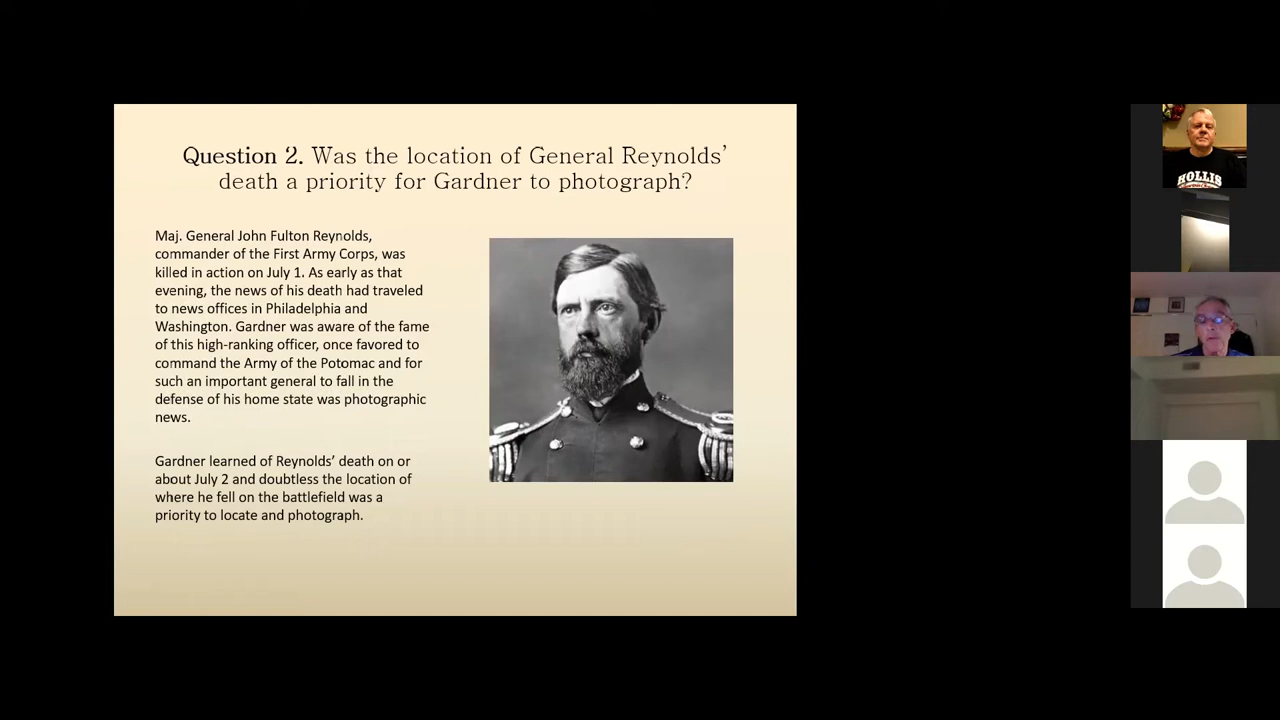 Question 2. Was the location of General Reynolds’
death a priority for Gardner to photograph?
Maj. General John Fulton Reynolds,
commander of the First Army Corps, was
killed in action on July 1. As early as that
evening, the news of his death had traveled
to news offices in Philadelphia and
Washington. Gardner was aware of the fame
of this high-ranking officer, once favored to
command the Army of the Potomac and for
such an important general to fall in the
defense of his home state was photographic
news.
Gardner learned of Reynolds’ death on or
about July 2 and doubtless the location of
where he fell on the battlefield was a
priority to locate and photograph.
HOLLIS